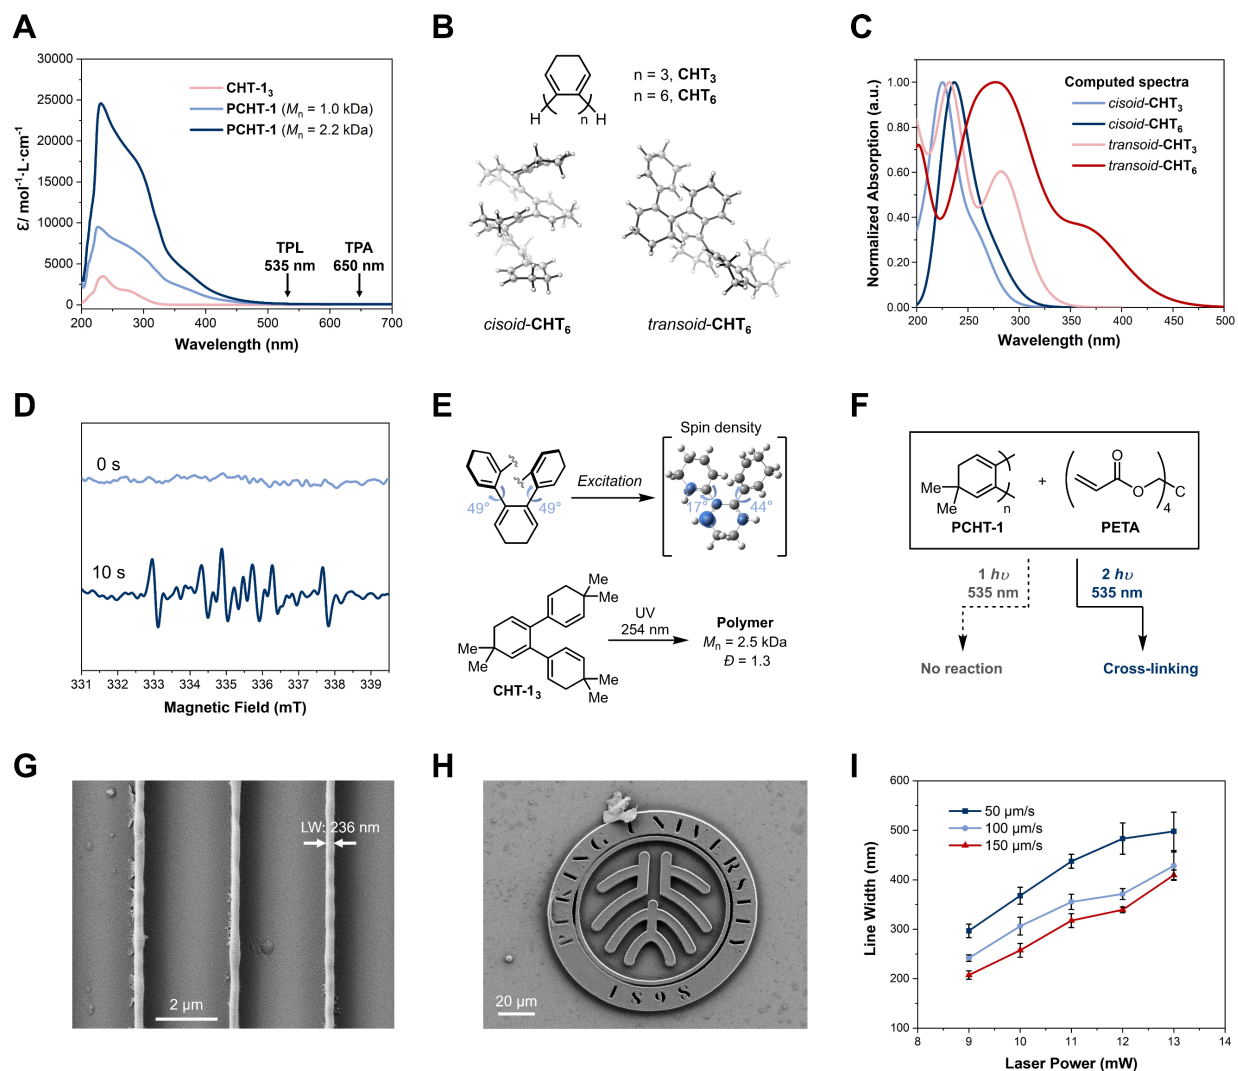 A
30000
25000
20000
15000
10000
5000
0
Ɛ/ mol⁻¹·L·cm⁻¹
CHT-1₃
PCHT-1 (Mₙ = 1.0 kDa)
PCHT-1 (Mₙ = 2.2 kDa)
TPL
535 nm
TPA
650 nm
200 300 400 500 600 700
Wavelength (nm)
B
n = 3, CHT₃
n = 6, CHT₆
H n H
cisoid-CHT₆
transoid-CHT₆
C
1.00
0.80
0.60
0.40
0.20
0.00
Normalized Absorption (a.u.)
Computed spectra
cisoid-CHT₃
cisoid-CHT₆
transoid-CHT₃
transoid-CHT₆
200 250 300 350 400 450 500
Wavelength (nm)
D
0 s
10 s
331 332 333 334 335 336 337 338 339
Magnetic Field (mT)
E
49° 49°
Excitation
Spin density
17° 44°
Me
Me
Me
Me
Me
Me
CHT-1₃
UV
254 nm
Polymer
Mₙ = 2.5 kDa
Đ = 1.3
F
Me
Me
n
PCHT-1
+
O
O
4
C
PETA
1 hυ
535 nm
2 hυ
535 nm
No reaction
Cross-linking
G
LW: 236 nm
2 µm
H
PEKING UNIVERSITY
1898
20 µm
I
600
500
400
300
200
100
Line Width (nm)
50 µm/s
100 µm/s
150 µm/s
8 9 10 11 12 13 14
Laser Power (mW)